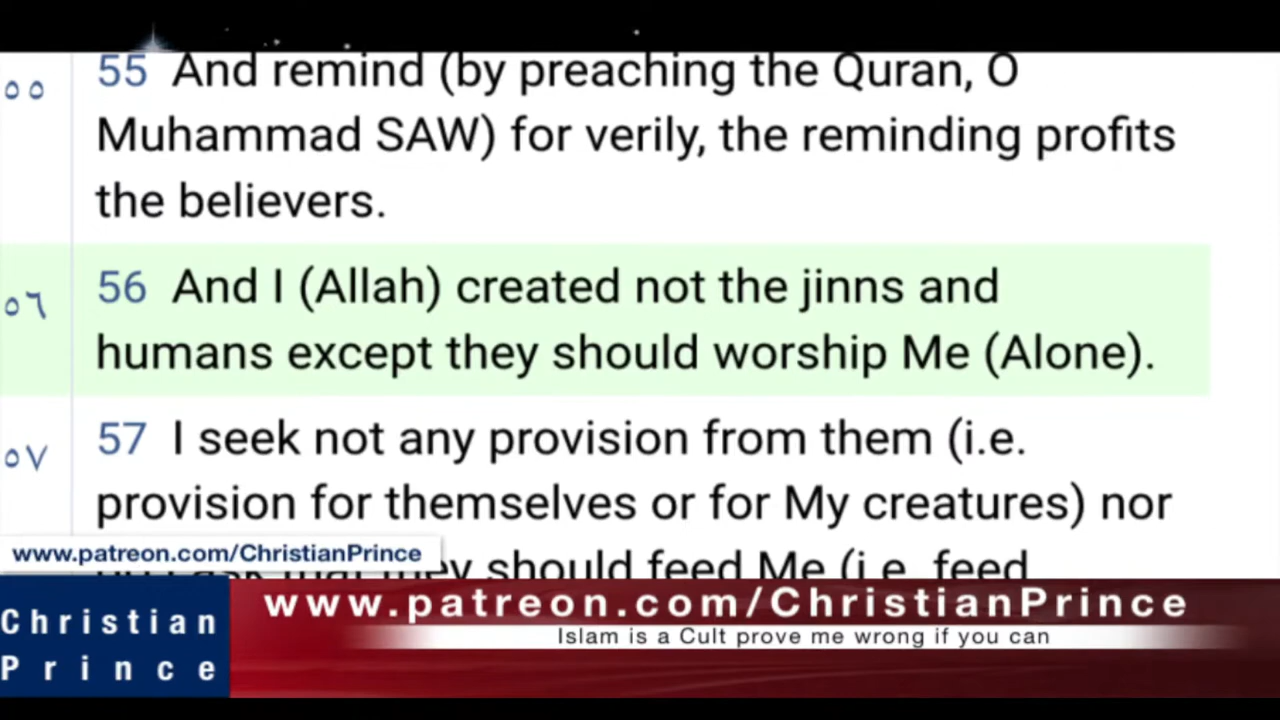 ٥٥
55 And remind (by preaching the Quran, O
Muhammad SAW) for verily, the reminding profits
the believers.
٥٦
56 And I (Allah) created not the jinns and
humans except they should worship Me (Alone).
٥٧
57 I seek not any provision from them (i.e.
provision for themselves or for My creatures) nor
that they should feed Me (i.e. feed
www.patreon.com/ChristianPrince
Christian
Prince
www.patreon.com/ChristianPrince
Islam is a Cult prove me wrong if you can